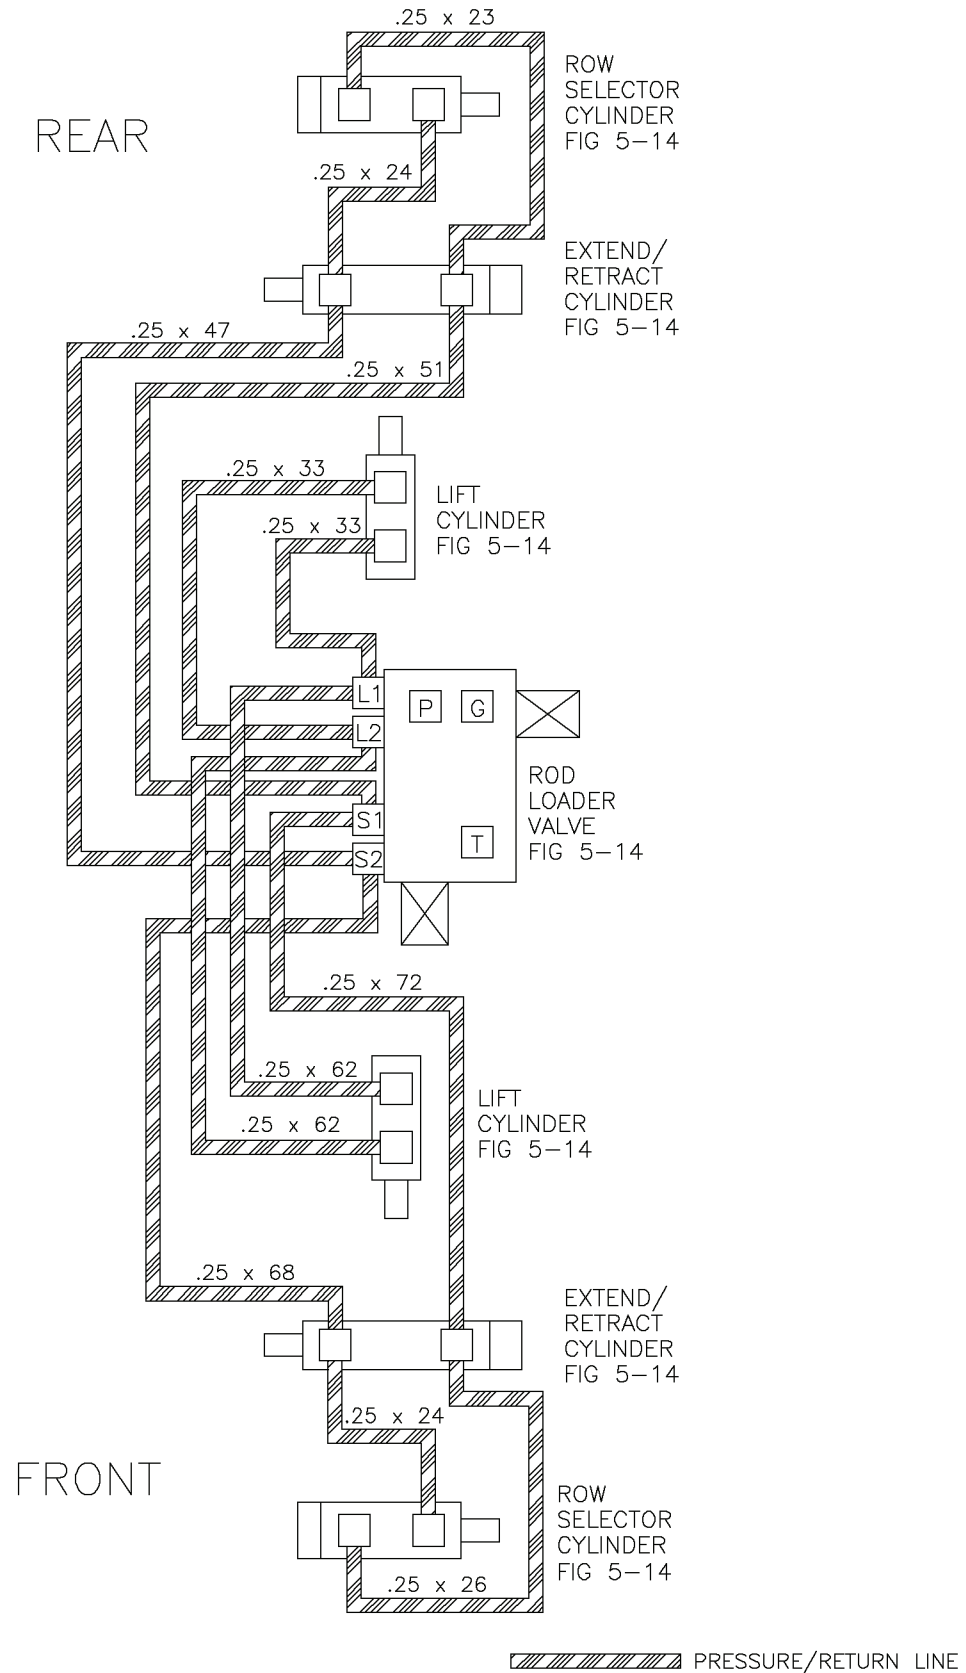 .25 x 23
ROW
SELECTOR
CYLINDER
FIG 5-14
REAR
.25 x 24
EXTEND/
RETRACT
CYLINDER
FIG 5-14
.25 x 47
.25 x 51
.25 x 33
LIFT
CYLINDER
FIG 5-14
.25 x 33
L1
P
G
L2
ROD
LOADER
VALVE
FIG 5-14
S1
T
S2
.25 x 72
.25 x 62
LIFT
CYLINDER
FIG 5-14
.25 x 62
.25 x 68
EXTEND/
RETRACT
CYLINDER
FIG 5-14
.25 x 24
FRONT
ROW
SELECTOR
CYLINDER
FIG 5-14
.25 x 26
PRESSURE/RETURN LINE